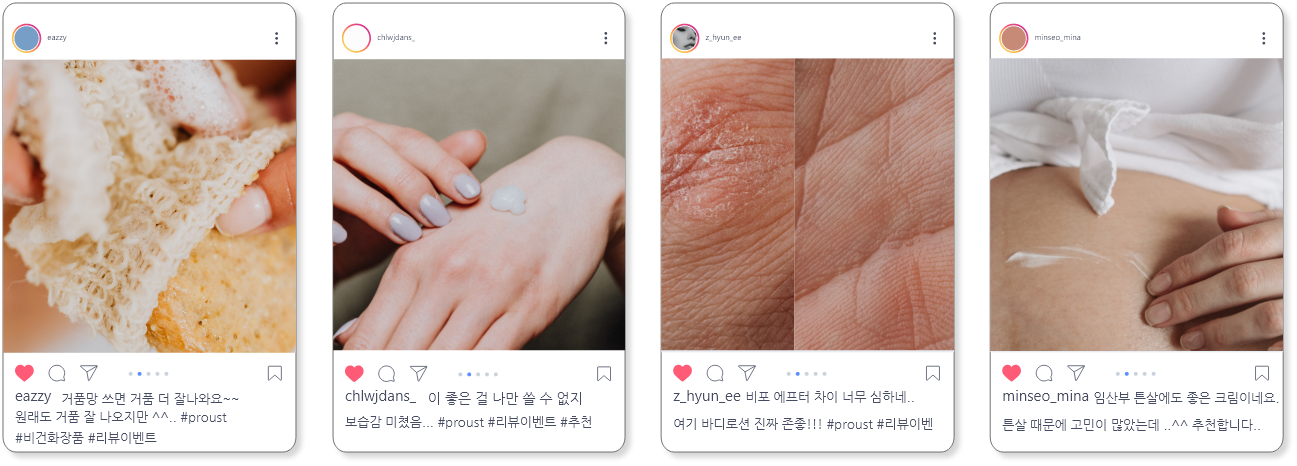 eazzy
eazzy 거품망 쓰면 거품 더 잘나와요~~
원래도 거품 잘 나오지만 ^^.. #proust
#비건화장품 #리뷰이벤트
chlwjdans_
chlwjdans_ 이 좋은 걸 나만 쓸 수 없지
보습감 미쳤음... #proust #리뷰이벤트 #추천
z_hyun_ee
z_hyun_ee 비포 에프터 차이 너무 심하네..
여기 바디로션 진짜 존좋!!! #proust #리뷰이벤
minseo_mina
minseo_mina 임산부 튼살에도 좋은 크림이네요.
튼살 때문에 고민이 많았는데 ..^^ 추천합니다..